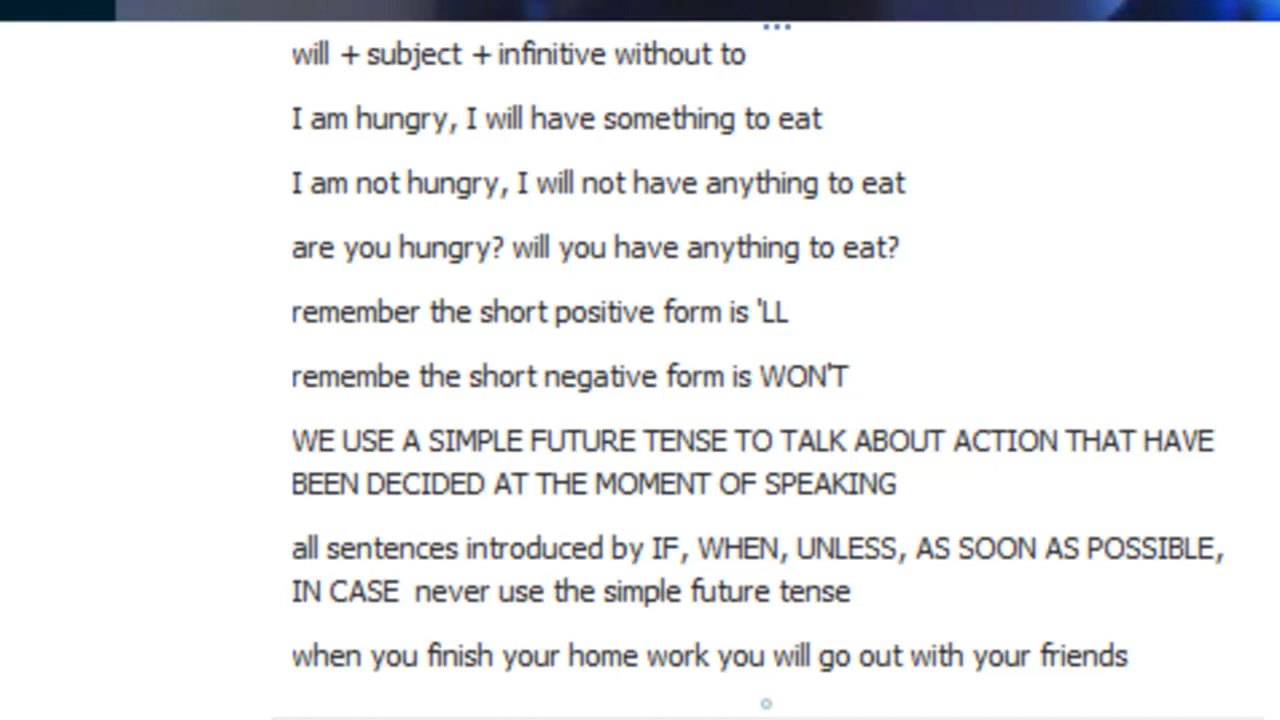 will + subject + infinitive without to
I am hungry, I will have something to eat
I am not hungry, I will not have anything to eat
are you hungry? will you have anything to eat?
remember the short positive form is 'LL
remembe the short negative form is WON'T
WE USE A SIMPLE FUTURE TENSE TO TALK ABOUT ACTION THAT HAVE
BEEN DECIDED AT THE MOMENT OF SPEAKING
all sentences introduced by IF, WHEN, UNLESS, AS SOON AS POSSIBLE,
IN CASE  never use the simple future tense
when you finish your home work you will go out with your friends